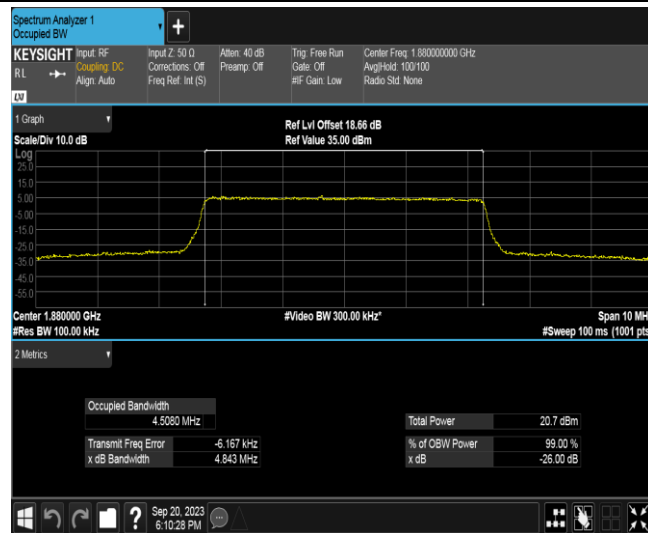 Spectrum Analyzer 1
Occupied BW
+
KEYSIGHT Input: RF Input Z: 50 Ω Atten: 40 dB Trig: Free Run Center Freq: 1.880000000 GHz
RL Coupling: DC Corrections: Off Preamp: Off Gate: Off Avg|Hold: 100/100
Align: Auto Freq Ref: Int (S) #IF Gain: Low Radio Std: None
LXI
1 Graph
Ref Lvl Offset 18.66 dB
Scale/Div 10.0 dB Ref Value 35.00 dBm
Log
25.0
15.0
5.00
-5.00
-15.0
-25.0
-35.0
-45.0
-55.0
Center 1.880000 GHz #Video BW 300.00 kHz* Span 10 MH
#Res BW 100.00 kHz #Sweep 100 ms (1001 pts
2 Metrics
Occupied Bandwidth
4.5080 MHz Total Power 20.7 dBm
Transmit Freq Error -6.167 kHz % of OBW Power 99.00 %
x dB Bandwidth 4.843 MHz x dB -26.00 dB
? Sep 20, 2023
6:10:28 PM